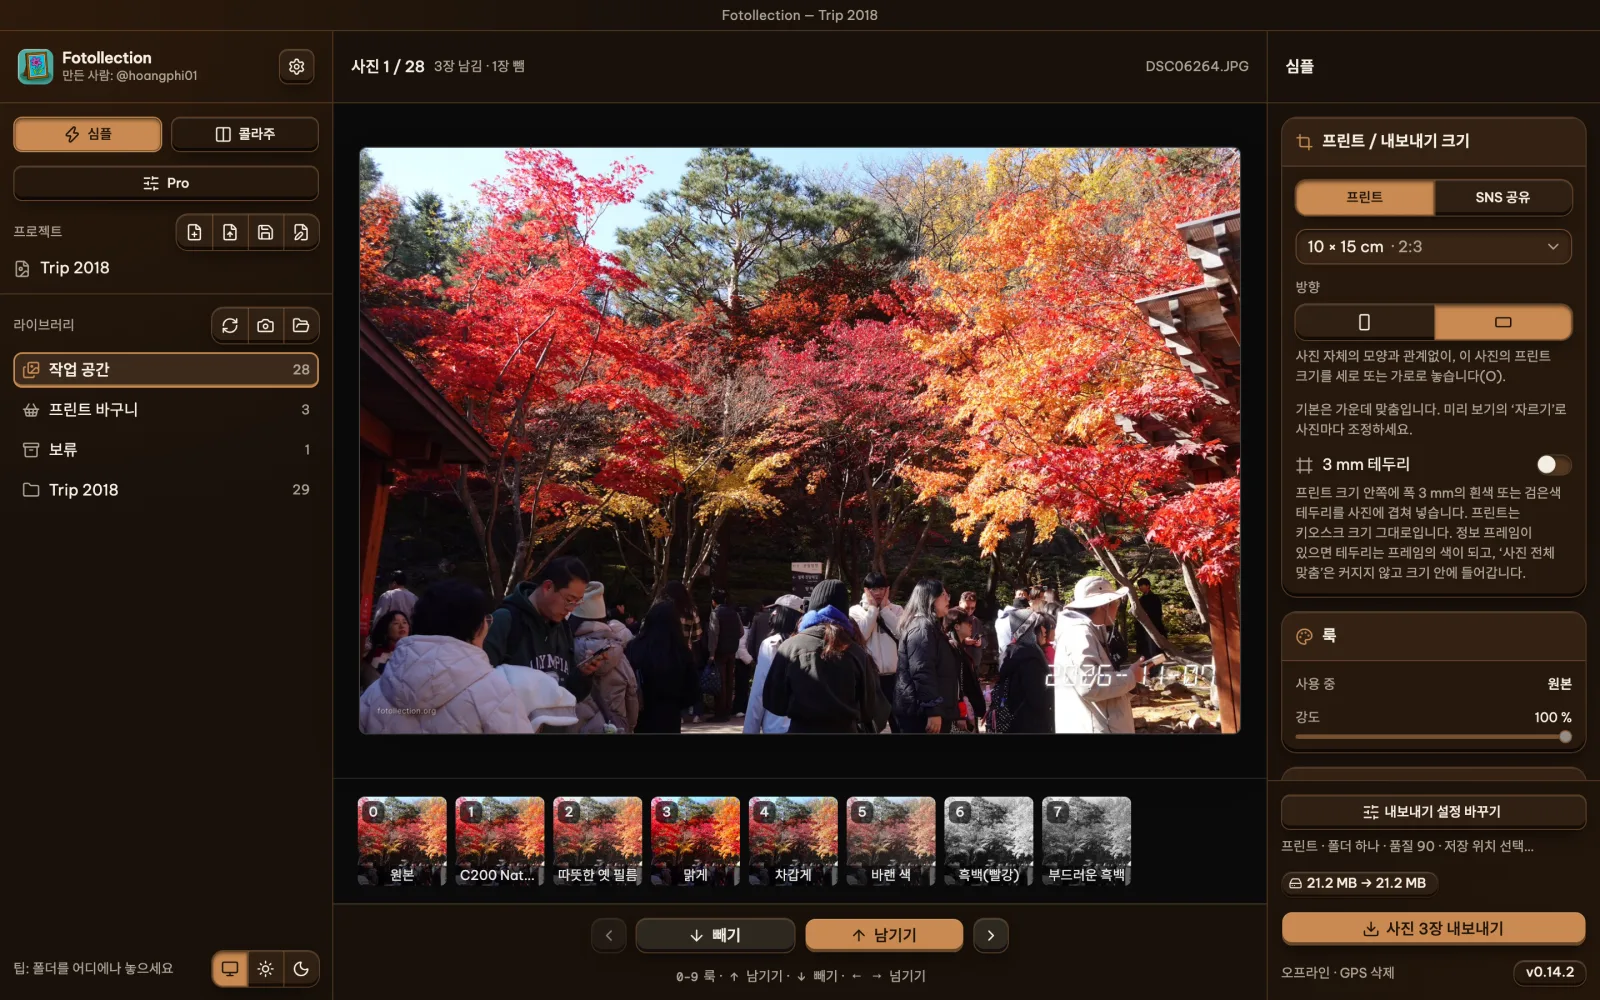 Fotollection — Trip 2018
Fotollection
만든 사람: @hoangphi01
심플
콜라주
Pro
프로젝트
Trip 2018
라이브러리
작업 공간 28
프린트 바구니 3
보류 1
Trip 2018 29
팁: 폴더를 어디에나 놓으세요
사진 1 / 28 3장 남김 · 1장 뺌
DSC06264.JPG
2026-11-07
fotollection.org
0 원본
1 C200 Nat...
2 따뜻한 옛 필름
3 맑게
4 차갑게
5 바랜 색
6 흑백(빨강)
7 부드러운 흑백
↓ 빼기
↑ 남기기
0-9 룩 · ↑ 남기기 · ↓ 빼기 · ← → 넘기기
심플
프린트 / 내보내기 크기
프린트
SNS 공유
10 × 15 cm · 2:3
방향
사진 자체의 모양과 관계없이, 이 사진의 프린트
크기를 세로 또는 가로로 놓습니다(O).
기본은 가운데 맞춤입니다. 미리 보기의 ‘자르기’로
사진마다 조정하세요.
3 mm 테두리
프린트 크기 안쪽에 폭 3 mm의 흰색 또는 검은색
테두리를 사진에 겹쳐 넣습니다. 프린트는
키오스크 크기 그대로입니다. 정보 프레임이
있으면 테두리는 프레임의 색이 되고, ‘사진 전체
맞춤’은 커지지 않고 크기 안에 들어갑니다.
룩
사용 중 원본
강도 100 %
내보내기 설정 바꾸기
프린트 · 폴더 하나 · 품질 90 · 저장 위치 선택...
21.2 MB → 21.2 MB
사진 3장 내보내기
오프라인 · GPS 삭제
v0.14.2